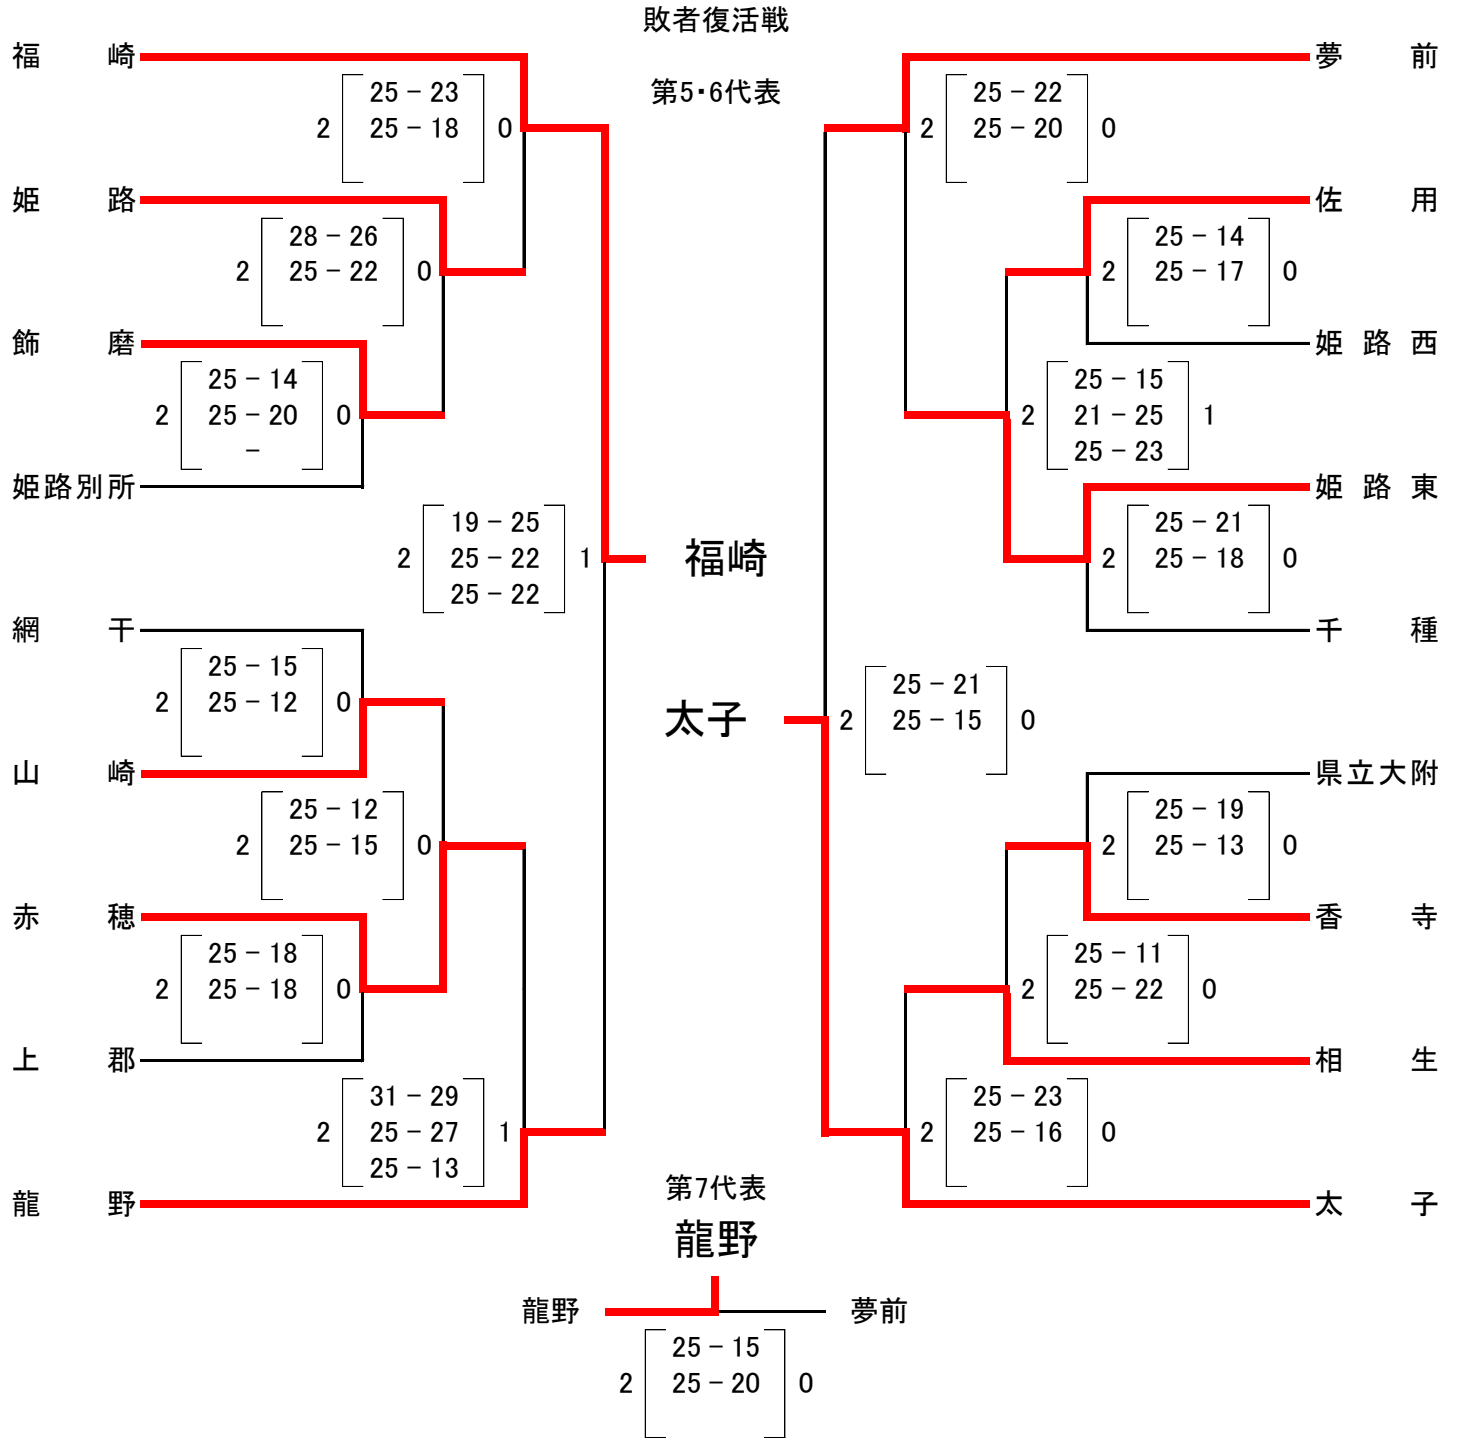 敗者復活戦
第5・6代表
福崎
2 25－23 0
25－18
姫路
2 28－26 0
25－22
飾磨
2 25－14 0
25－20
－
姫路別所
2 19－25 1
25－22
25－22
福崎
網干
2 25－15 0
25－12
山崎
2 25－12 0
25－15
赤穂
2 25－18 0
25－18
上郡
2 31－29 1
25－27
25－13
龍野
夢前
2 25－22 0
25－20
佐用
2 25－14 0
25－17
姫路西
2 25－15 1
21－25
25－23
姫路東
2 25－21 0
25－18
千種
太子
2 25－21 0
25－15
県立大附
2 25－19 0
25－13
香寺
2 25－11 0
25－22
相生
2 25－23 0
25－16
太子
第7代表
龍野
龍野 夢前
2 25－15 0
25－20